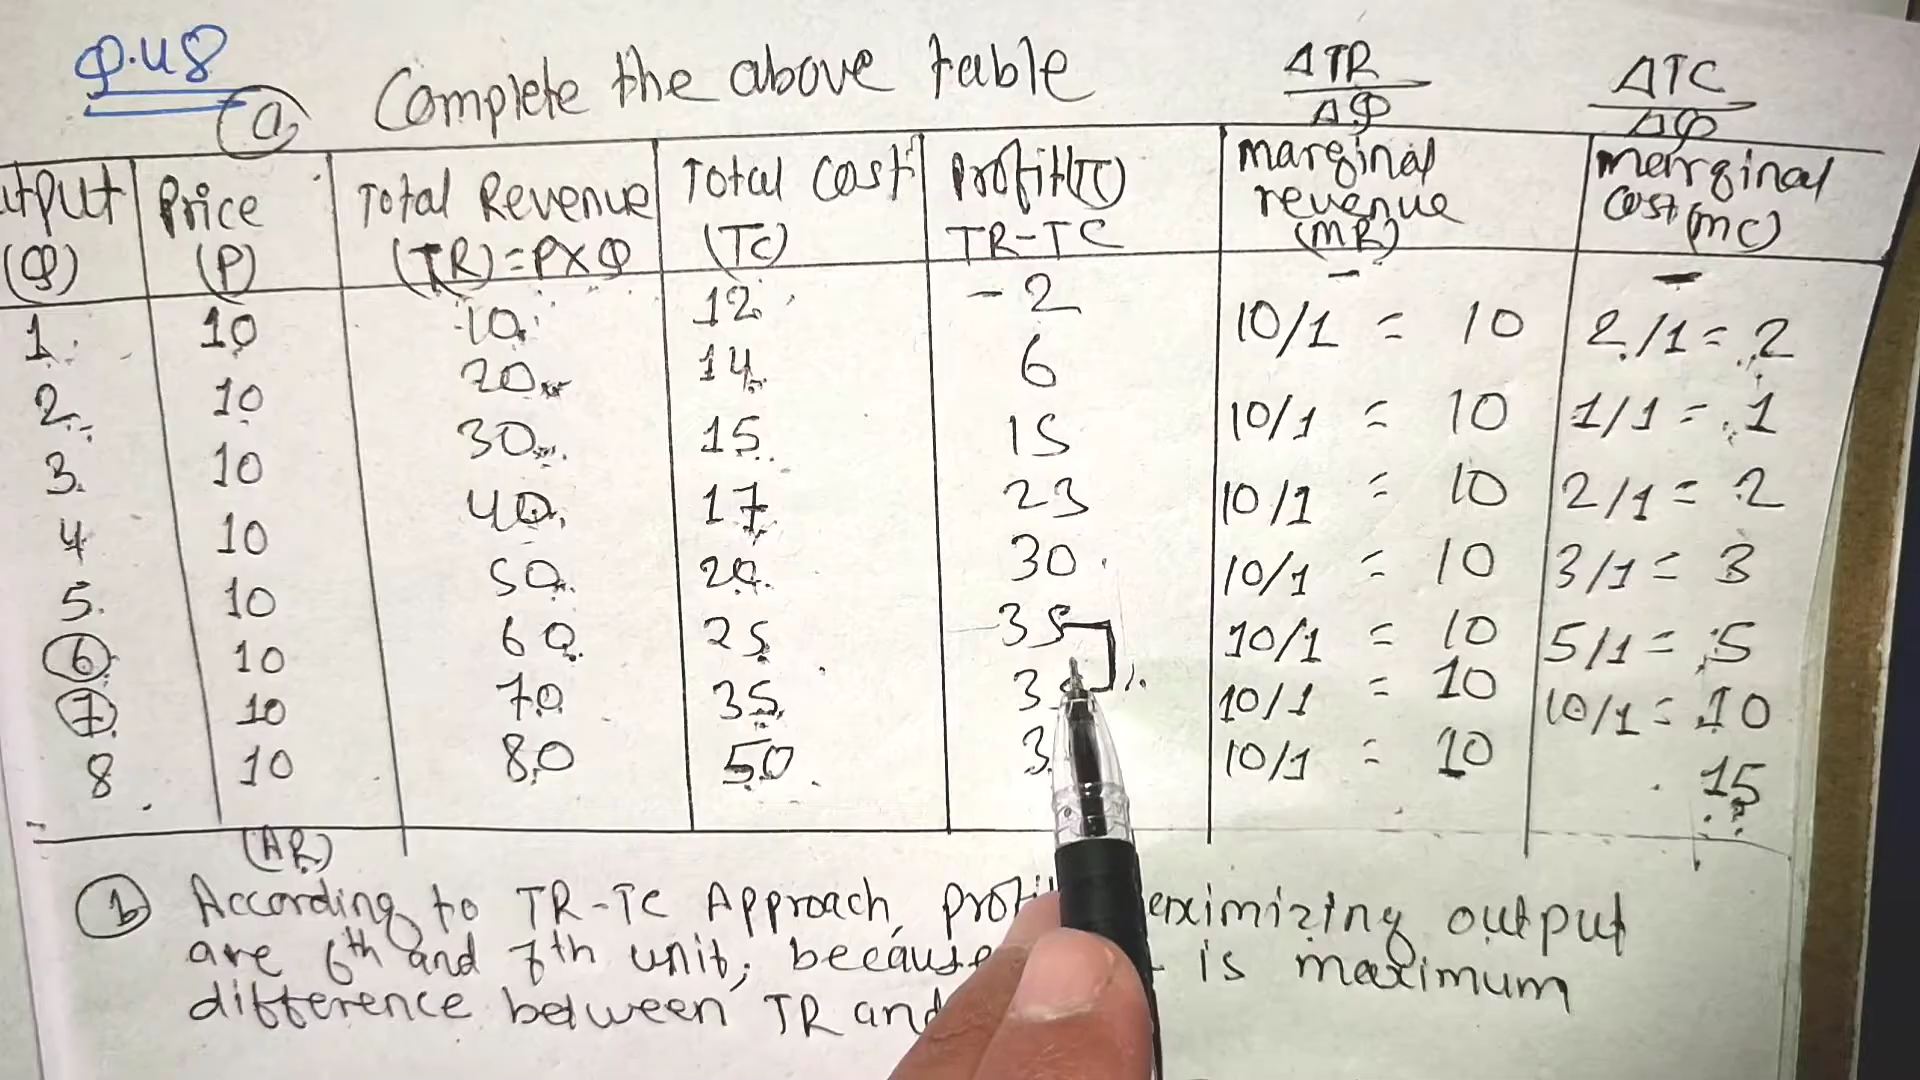 Q.48
(a) Complete the above table
ΔTR/ΔQ ΔTC/ΔQ
utput (Q) Price (P) Total Revenue (TR)=P×Q Total Cost (TC) Profit(π) TR-TC marginal revenue (MR) marginal cost (mc)
1. 10 10 12 -2 - -
2. 10 20 14 6 10/1 = 10 2/1 = 2
3. 10 30 15 15 10/1 = 10 1/1 = 1
4 10 40 17 23 10/1 = 10 2/1 = 2
5. 10 50 20 30 10/1 = 10 3/1 = 3
6 10 60 25 35 10/1 = 10 5/1 = 5
7 10 70 35 3 10/1 = 10 10/1 = 10
8 10 80 50 3 10/1 = 10 15
(AR)
(b) According to TR-TC Approach, profi eximizing output
are 6th and 7th unit, because is maximum
difference between TR and